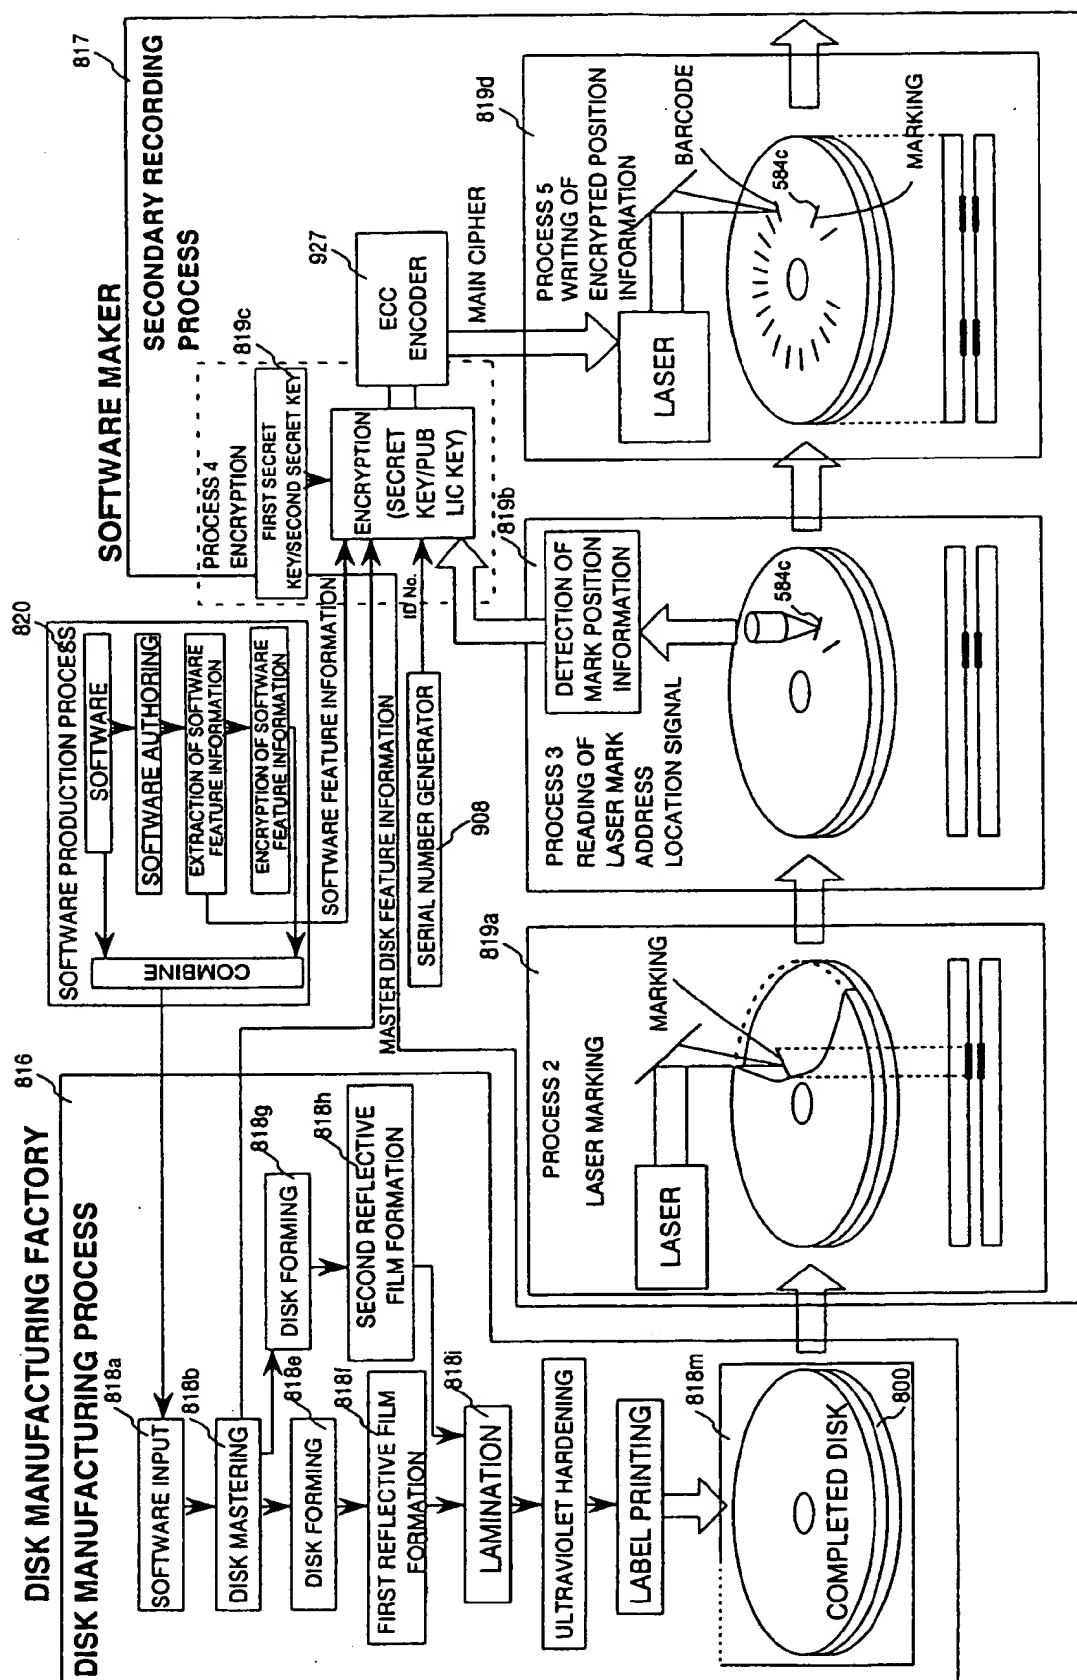 DISK MANUFACTURING FACTORY
816
DISK MANUFACTURING PROCESS
818a
SOFTWARE INPUT
818b
DISK MASTERING
818g
DISK FORMING
818e
DISK FORMING
818h
SECOND REFLECTIVE
FILM FORMATION
818f
FIRST REFLECTIVE FILM
FORMATION
818i
LAMINATION
ULTRAVIOLET HARDENING
LABEL PRINTING
818m
800
COMPLETED DISK
820
SOFTWARE PRODUCTION PROCESS
SOFTWARE
SOFTWARE AUTHORING
EXTRACTION OF SOFTWARE
FEATURE INFORMATION
ENCRYPTION OF SOFTWARE
FEATURE INFORMATION
COMBINE
SOFTWARE FEATURE INFORMATION
MASTER DISK FEATURE INFORMATION
ID No.
SERIAL NUMBER GENERATOR
908
SOFTWARE MAKER
817
SECONDARY RECORDING
PROCESS
PROCESS 4
ENCRYPTION
819c
FIRST SECRET
KEY/SECOND SECRET KEY
ENCRYPTION
(SECRET
KEY/PUB
LIC KEY)
927
ECC
ENCODER
MAIN CIPHER
819a
PROCESS 2
LASER MARKING
LASER
MARKING
819b
PROCESS 3
READING OF
LASER MARK
ADDRESS
LOCATION SIGNAL
DETECTION OF
MARK POSITION
INFORMATION
584c
819d
PROCESS 5
WRITING OF
ENCRYPTED POSITION
INFORMATION
LASER
BARCODE
584c
MARKING